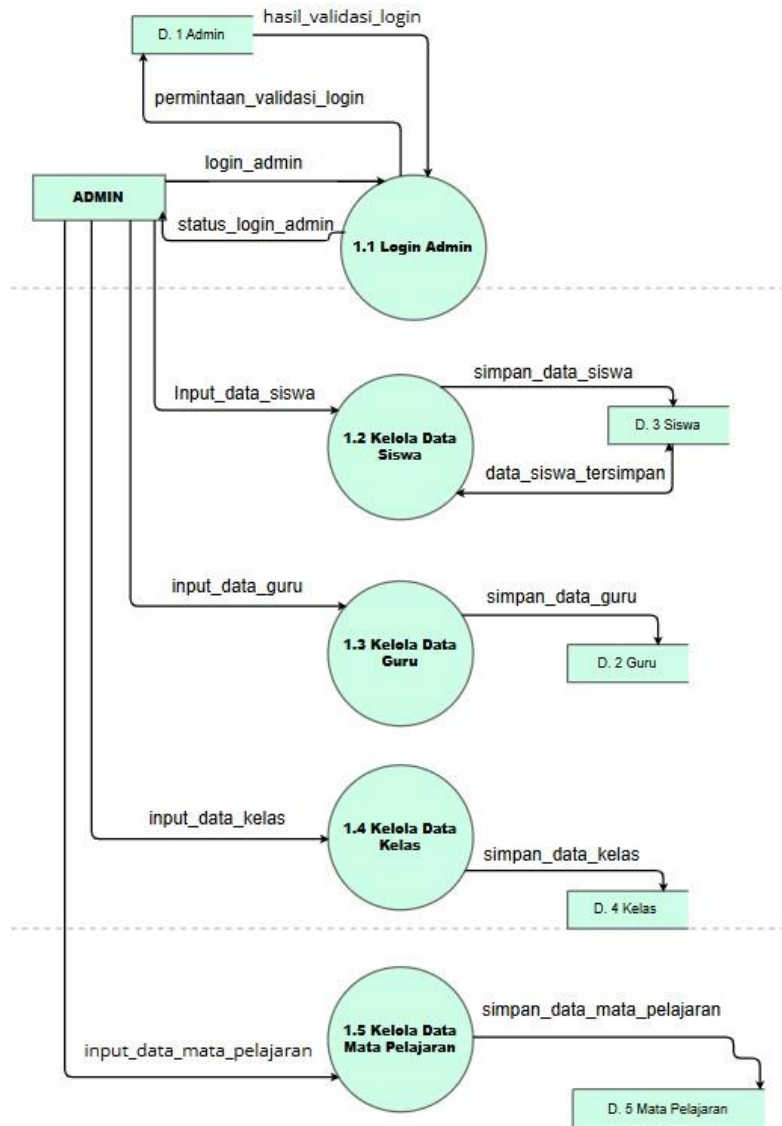 hasil_validasi_login
D. 1 Admin
permintaan_validasi_login
login_admin
ADMIN
status_login_admin
1.1 Login Admin
Input_data_siswa
simpan_data_siswa
D. 3 Siswa
1.2 Kelola Data
Siswa
data_siswa_tersimpan
input_data_guru
simpan_data_guru
1.3 Kelola Data
Guru
D. 2 Guru
input_data_kelas
1.4 Kelola Data
Kelas
simpan_data_kelas
D. 4 Kelas
simpan_data_mata_pelajaran
1.5 Kelola Data
Mata Pelajaran
input_data_mata_pelajaran
D. 5 Mata Pelajaran